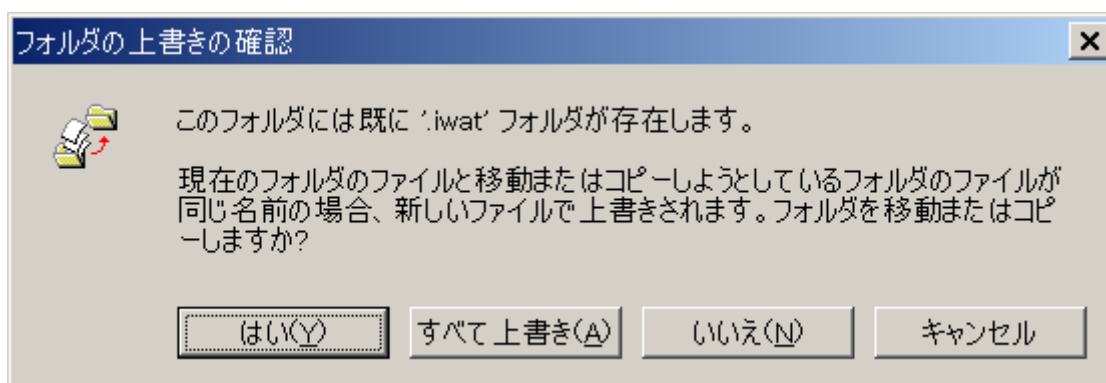 フォルダの上書きの確認
このフォルダには既に '.iwat' フォルダが存在します。
現在のフォルダのファイルと移動またはコピーしようとしているフォルダのファイルが
同じ名前の場合、新しいファイルで上書きされます。フォルダを移動またはコピ
ーしますか?
はい(Y) すべて上書き(A) いいえ(N) キャンセル